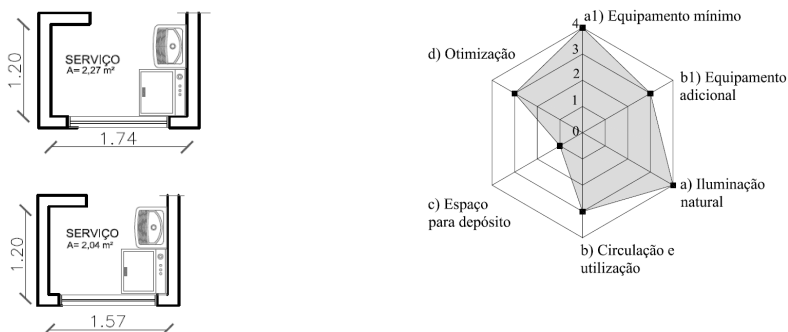 SERVIÇO
A= 2,27 m²
1.20
1.74
SERVIÇO
A= 2,04 m²
1.20
1.57
a1) Equipamento mínimo
4
3
2
1
0
d) Otimização
b1) Equipamento
adicional
a) Iluminação
natural
c) Espaço
para depósito
b) Circulação e
utilização